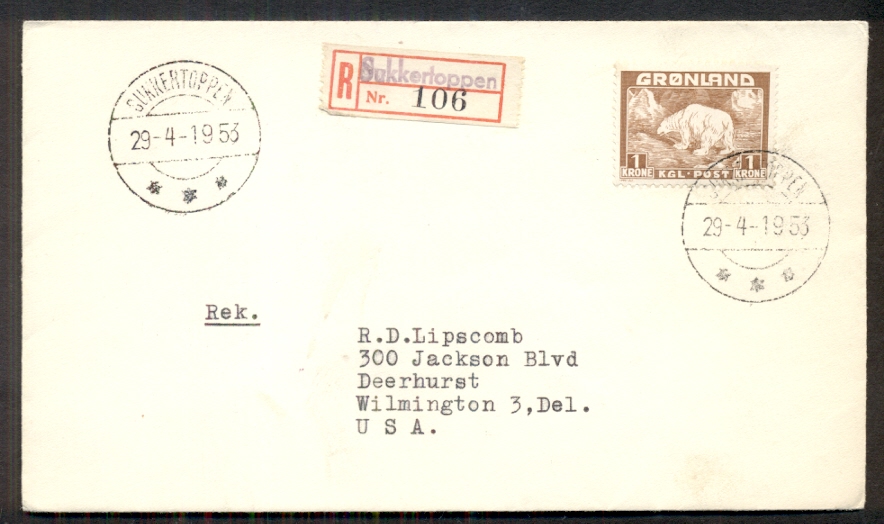 SUKKERTOPPEN
29-4-1953
R
Sukkertoppen
Nr. 106
GRØNLAND
1 KRONE KGL·POST 1 KRONE
29-4-1953
Rek.
R.D.Lipscomb
300 Jackson Blvd
Deerhurst
Wilmington 3,Del.
U S A.